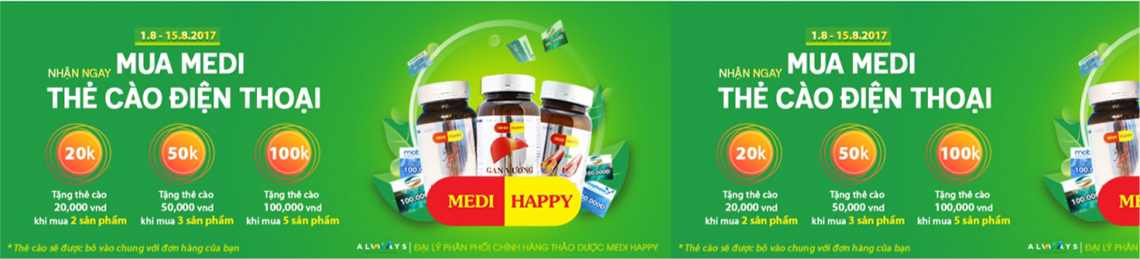 1.8 - 15.8.2017
NHẬN NGAY MUA MEDI
THẺ CÀO ĐIỆN THOẠI
20k 50k 100k
Tặng thẻ cào Tặng thẻ cào Tặng thẻ cào
20,000 vnd 50,000 vnd 100,000 vnd
khi mua 2 sản phẩm khi mua 3 sản phẩm khi mua 5 sản phẩm
MEDI HAPPY
GAN VƯƠNG
100.000Đ
MEDI HAPPY
* Thẻ cào sẽ được bỏ vào chung với đơn hàng của bạn
ALWAYS | ĐẠI LÝ PHÂN PHỐI CHÍNH HÃNG THẢO DƯỢC MEDI HAPPY
1.8 - 15.8.2017
NHẬN NGAY MUA MEDI
THẺ CÀO ĐIỆN THOẠI
20k 50k 100k
Tặng thẻ cào Tặng thẻ cào Tặng thẻ cào
20,000 vnd 50,000 vnd 100,000 vnd
khi mua 2 sản phẩm khi mua 3 sản phẩm khi mua 5 sản phẩm
ME
* Thẻ cào sẽ được bỏ vào chung với đơn hàng của bạn
ALWAYS | ĐẠI LÝ PHÂN